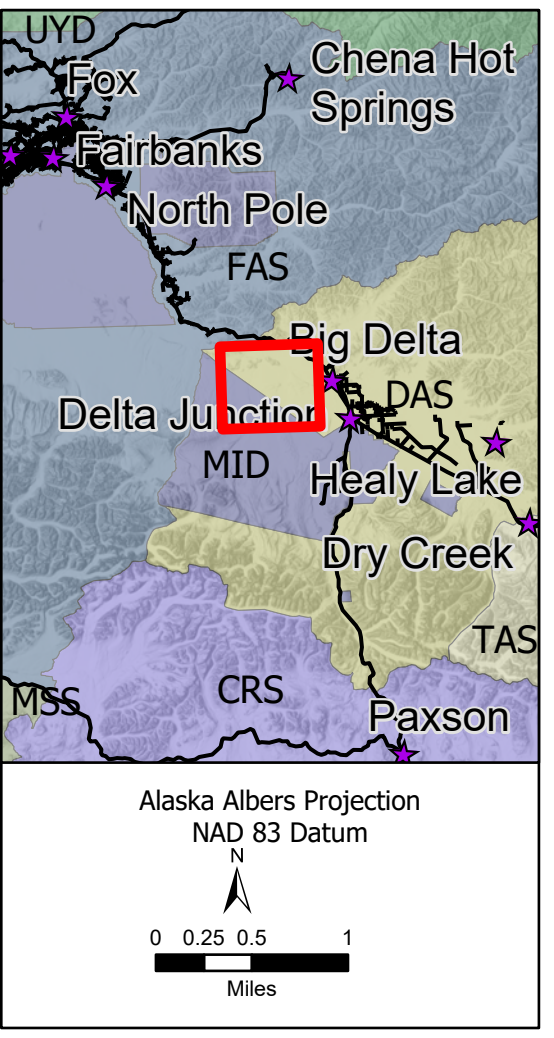 UYD
Fox
Chena Hot
Springs
Fairbanks
North Pole
FAS
Big Delta
DAS
Delta Junction
MID
Healy Lake
Dry Creek
TAS
CRS
MSS
Paxson
Alaska Albers Projection
NAD 83 Datum
N
0 0.25 0.5 1
Miles